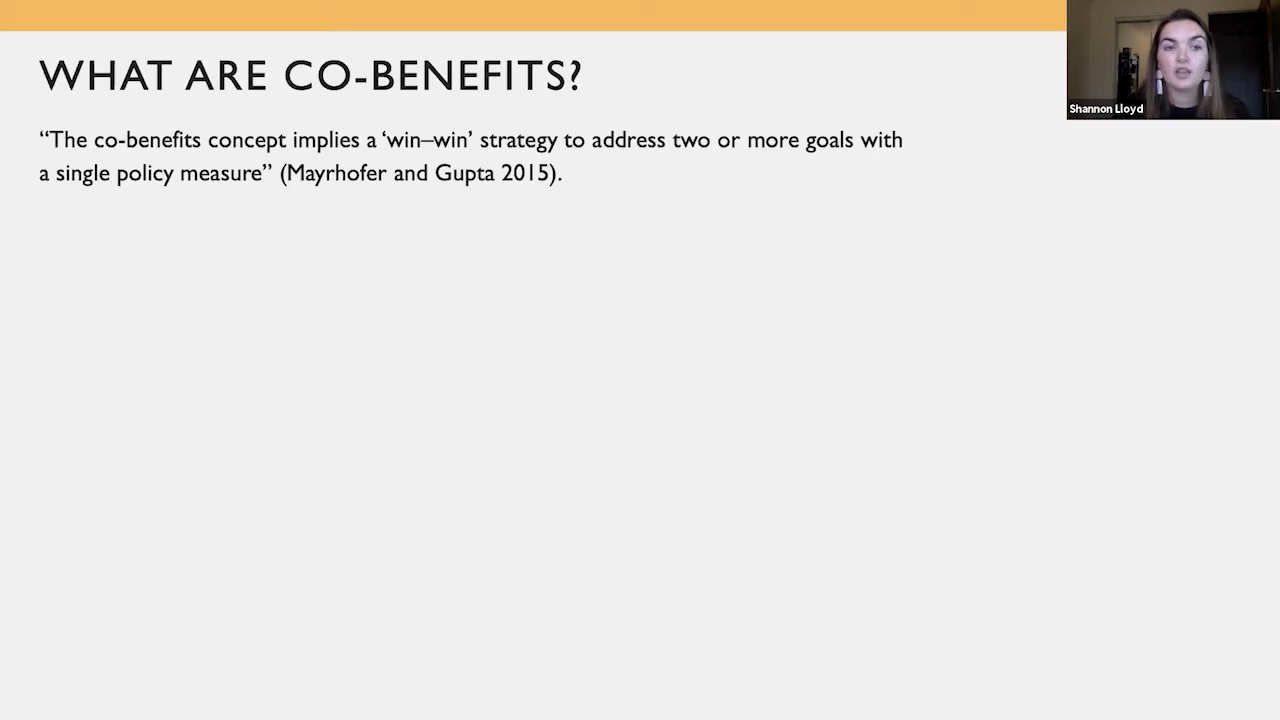 WHAT ARE CO-BENEFITS?
“The co-benefits concept implies a ‘win–win’ strategy to address two or more goals with
a single policy measure” (Mayrhofer and Gupta 2015).
Shannon Lloyd